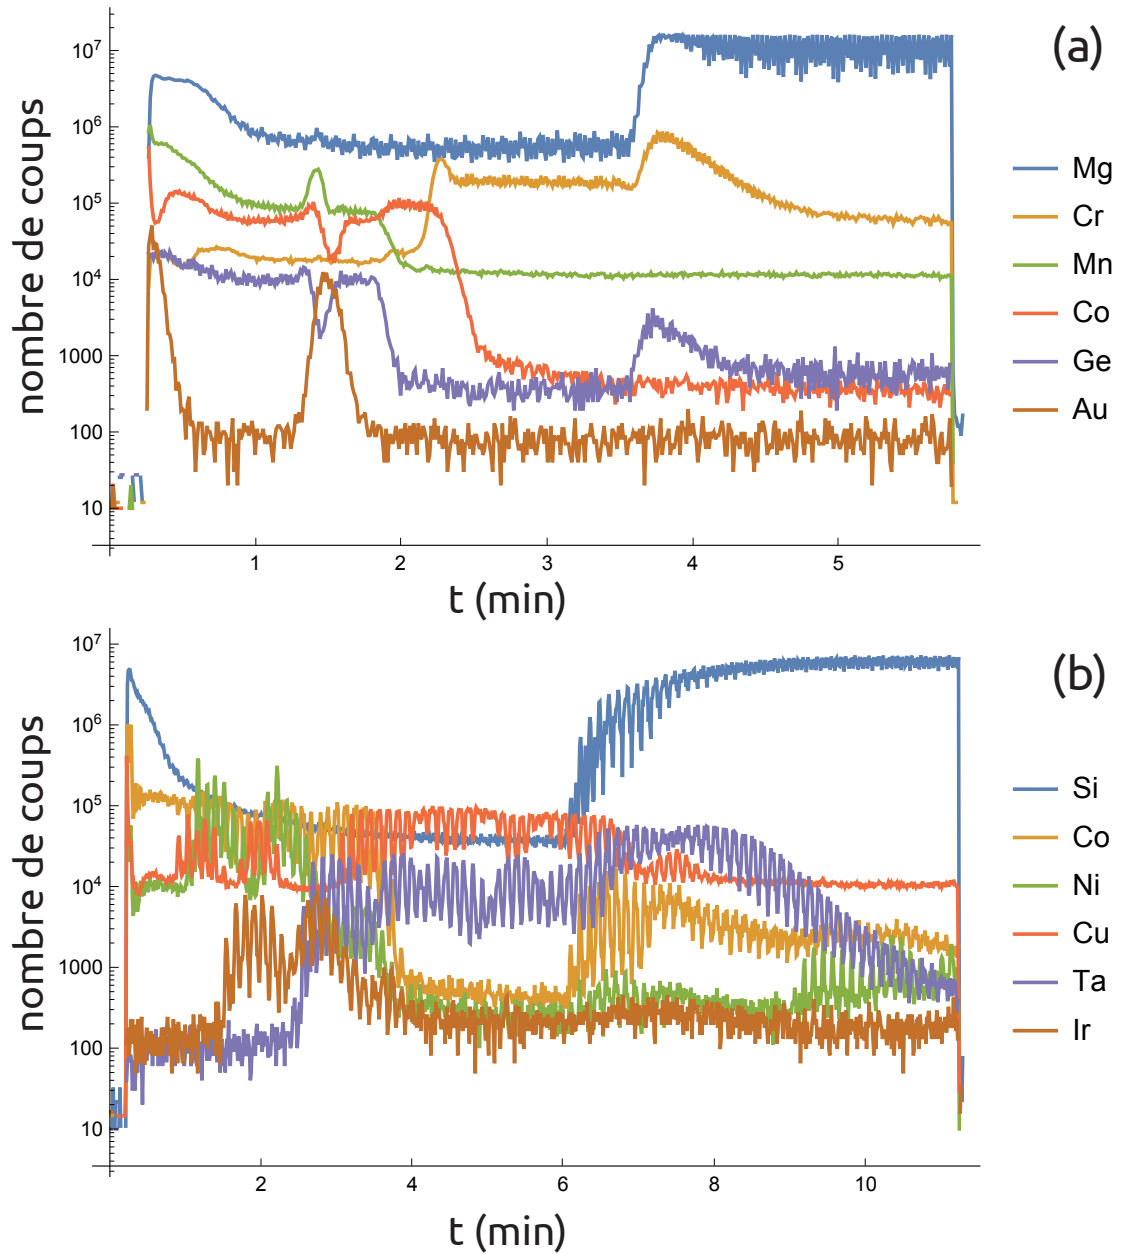 (a)
nombre de coups
10⁷
10⁶
10⁵
10⁴
1000
100
10
1 2 3 4 5
t (min)
Mg
Cr
Mn
Co
Ge
Au
(b)
nombre de coups
10⁷
10⁶
10⁵
10⁴
1000
100
10
2 4 6 8 10
t (min)
Si
Co
Ni
Cu
Ta
Ir